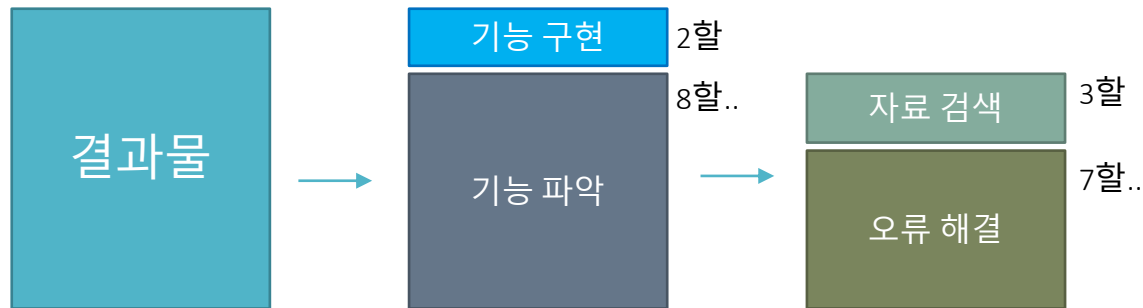 결과물
기능 구현
2할
기능 파악
8할..
자료 검색
3할
오류 해결
7할..